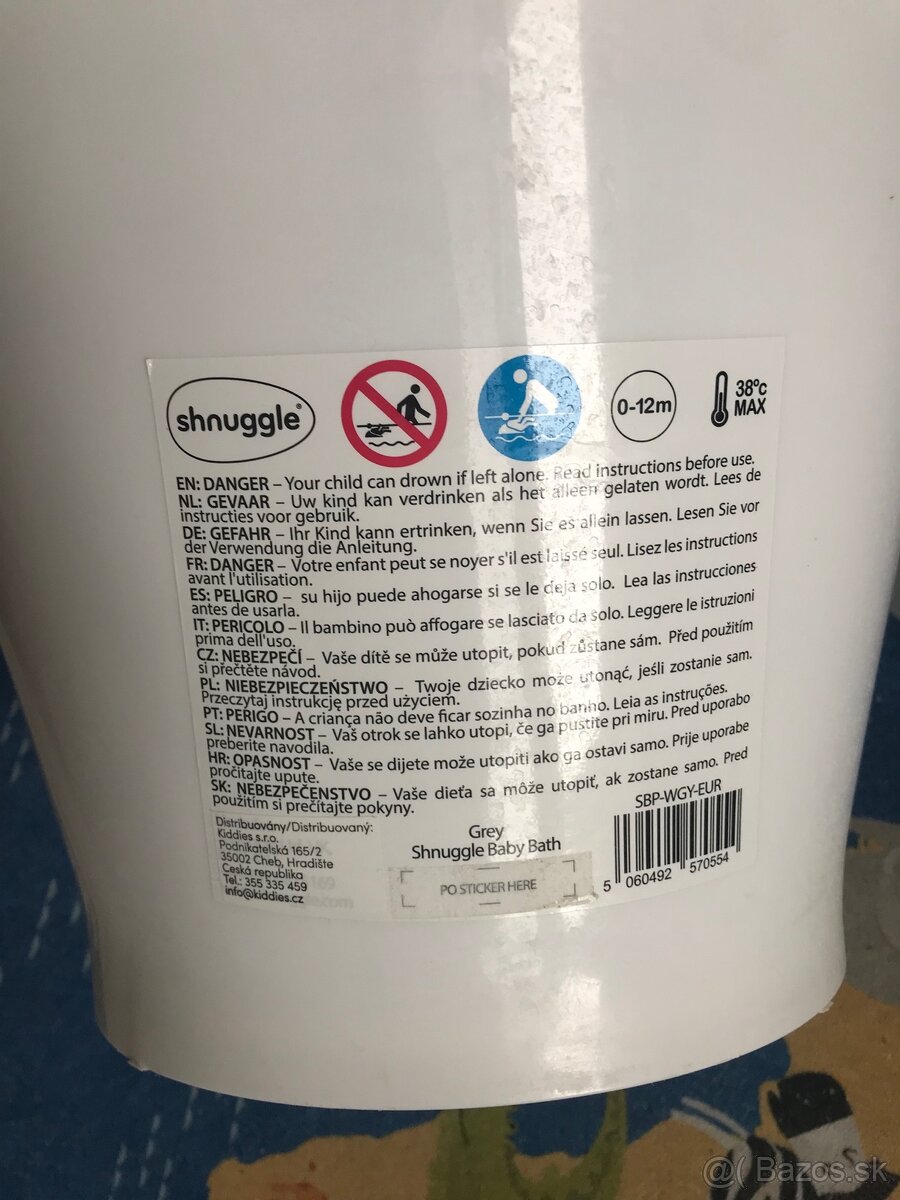 shnuggle®
0-12m
38ºc
MAX
EN: DANGER – Your child can drown if left alone. Read instructions before use.
NL: GEVAAR – Uw kind kan verdrinken als het alleen gelaten wordt. Lees de
instructies voor gebruik.
DE: GEFAHR – Ihr Kind kann ertrinken, wenn Sie es allein lassen. Lesen Sie vor
der Verwendung die Anleitung.
FR: DANGER – Votre enfant peut se noyer s'il est laissé seul. Lisez les instructions
avant l'utilisation.
ES: PELIGRO – su hijo puede ahogarse si se le deja solo. Lea las instrucciones
antes de usarla.
IT: PERICOLO – Il bambino può affogare se lasciato da solo. Leggere le istruzioni
prima dell'uso.
CZ: NEBEZPEČÍ – Vaše dítě se může utopit, pokud zůstane sám. Před použitím
si přečtěte návod.
PL: NIEBEZPIECZEŃSTWO – Twoje dziecko może utonąć, jeśli zostanie sam.
Przeczytaj instrukcję przed użyciem.
PT: PERIGO – A criança não deve ficar sozinha no banho. Leia as instruções.
SL: NEVARNOST – Vaš otrok se lahko utopi, če ga pustite pri miru. Pred uporabo
preberite navodila.
HR: OPASNOST – Vaše se dijete može utopiti ako ga ostavi samo. Prije uporabe
pročitajte upute.
SK: NEBEZPEČENSTVO – Vaše dieťa sa môže utopiť, ak zostane samo. Pred
použitím si prečítajte pokyny.
Distribuovány/Distribuovaný:
Kiddies s.r.o.
Podnikatelská 165/2
35002 Cheb, Hradiště
Česká republika
Tel.: 355 335 459
info@kiddies.cz
Grey
Shnuggle Baby Bath
PO STICKER HERE
SBP-WGY-EUR
5 060492 570554
@( Bazos.sk